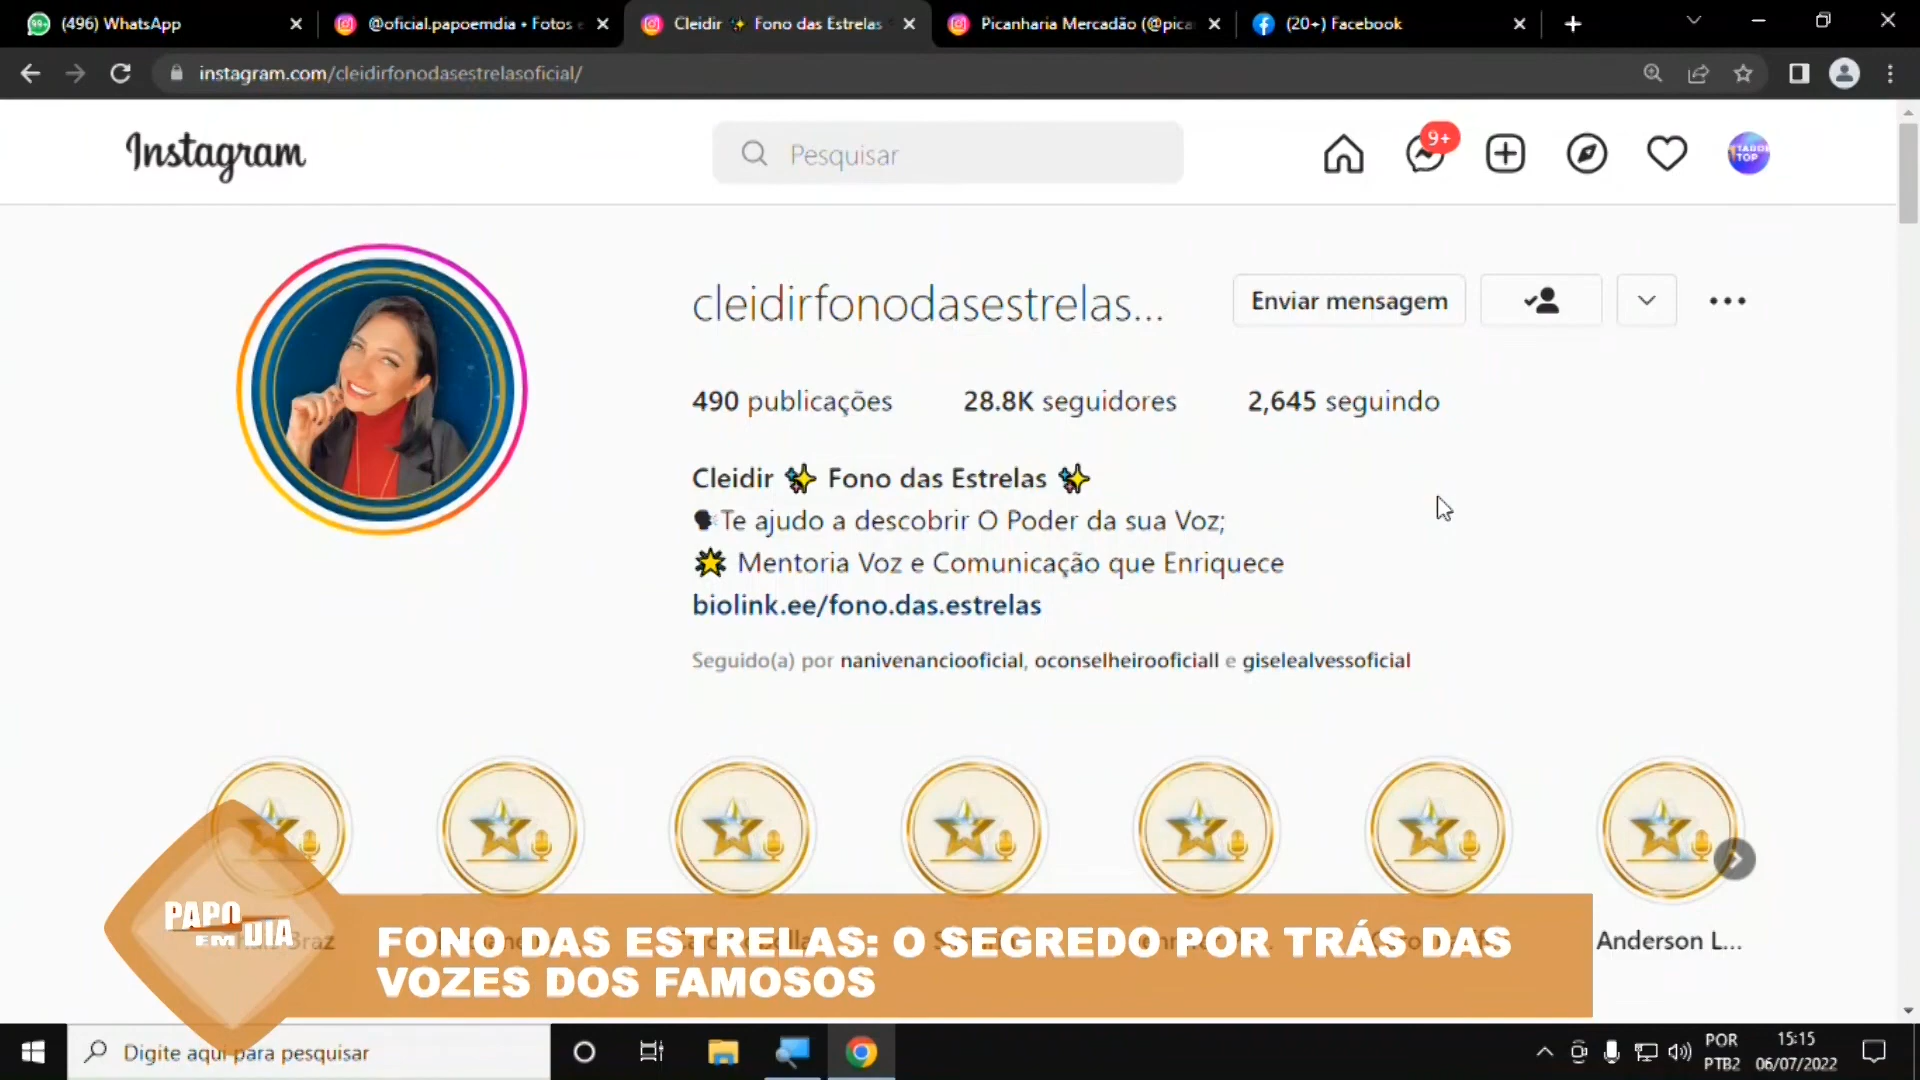 (496) WhatsApp
@oficial.papoemdia • Fotos
Cleidir ✨ Fono das Estrelas
Picanharia Mercadão (@pica
(20+) Facebook
instagram.com/cleidirfonodasestrelasoficial/
Instagram
Pesquisar
9+
TARDE
TOP
cleidirfonodasestrelas...
Enviar mensagem
490 publicações
28.8K seguidores
2,645 seguindo
Cleidir ✨ Fono das Estrelas ✨
🗣Te ajudo a descobrir O Poder da sua Voz;
🌟 Mentoria Voz e Comunicação que Enriquece
biolink.ee/fono.das.estrelas
Seguido(a) por nanivenanciooficial, oconselheirooficiall e giselealvessoficial
Braz
Anderson L...
PAPO
EM DIA
FONO DAS ESTRELAS: O SEGREDO POR TRÁS DAS
VOZES DOS FAMOSOS
Digite aqui para pesquisar
POR
PTB2
15:15
06/07/2022